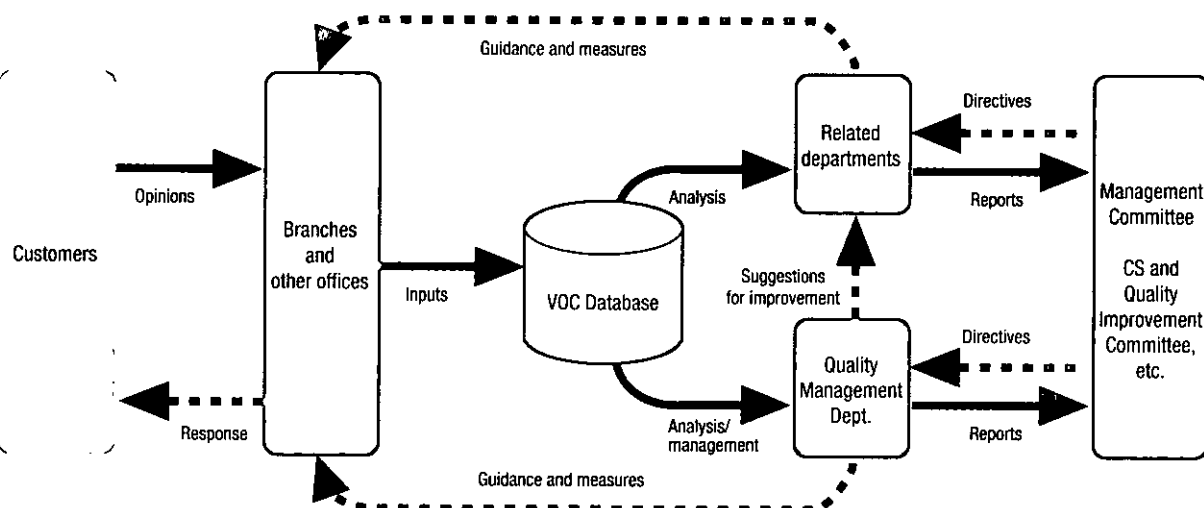 Guidance and measures
Customers
Opinions
Response
Branches
and
other offices
Inputs
VOC Database
Analysis
Analysis/
management
Related
departments
Suggestions
for improvement
Quality
Management
Dept.
Directives
Reports
Directives
Reports
Management
Committee
CS and
Quality
Improvement
Committee,
etc.
Guidance and measures